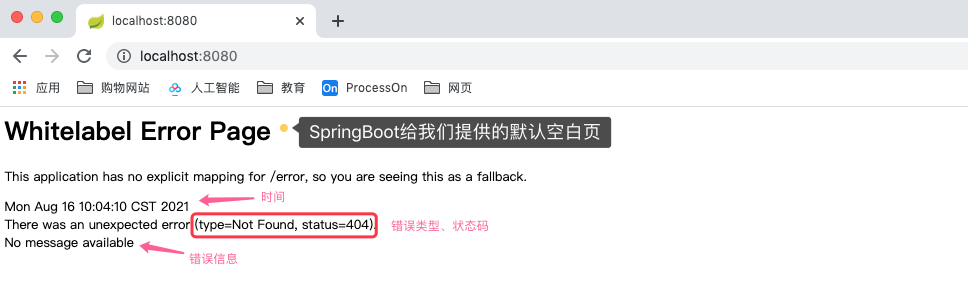 localhost:8080
localhost:8080
应用 购物网站 人工智能 教育 On ProcessOn 网页
Whitelabel Error Page SpringBoot给我们提供的默认空白页
This application has no explicit mapping for /error, so you are seeing this as a fallback.
时间
Mon Aug 16 10:04:10 CST 2021
There was an unexpected error (type=Not Found, status=404). 错误类型、状态码
No message available
错误信息